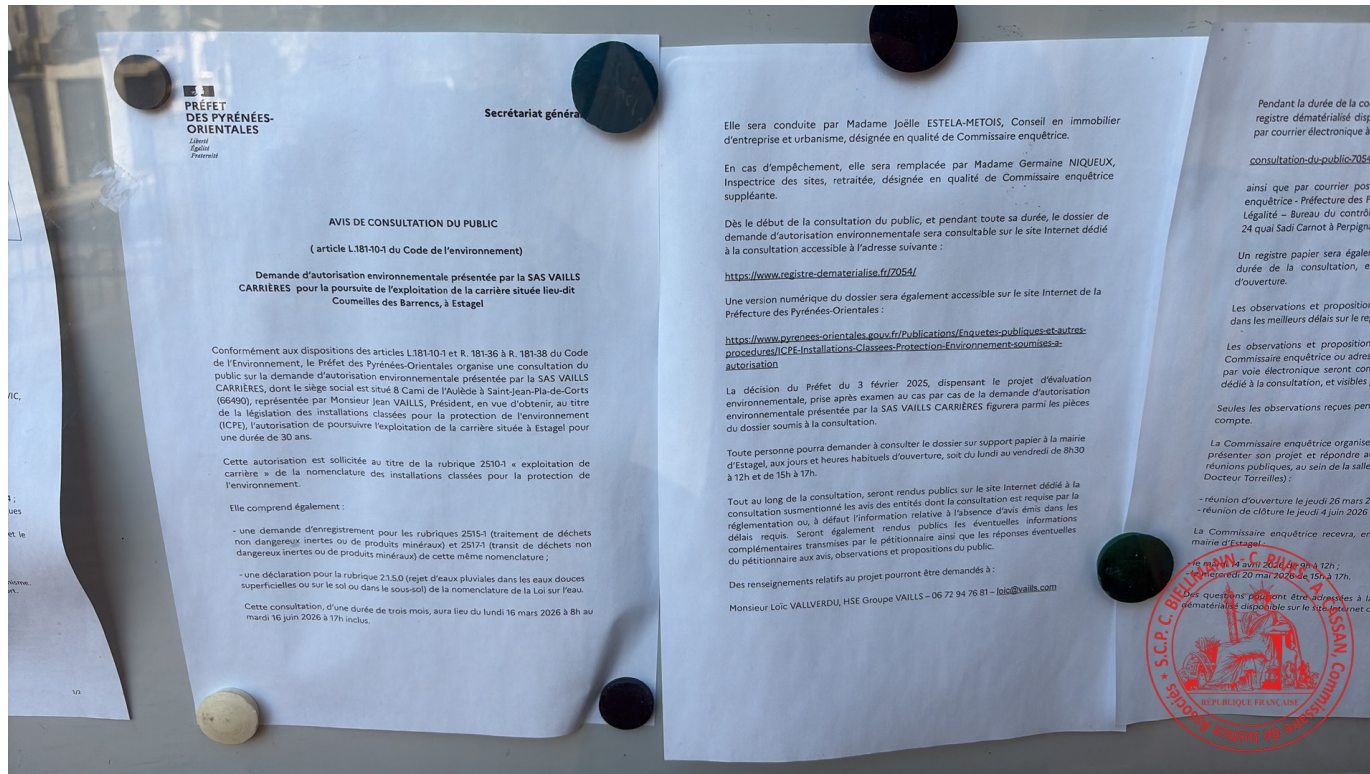 PRÉFET
DES PYRÉNÉES-
ORIENTALES
Liberté
Égalité
Fraternité
Secrétariat généra
AVIS DE CONSULTATION DU PUBLIC
( article L.181-10-1 du Code de l'environnement)
Demande d'autorisation environnementale présentée par la SAS VAILLS
CARRIÈRES pour la poursuite de l'exploitation de la carrière située lieu-dit
Coumeilles des Barrencs, à Estagel
Conformément aux dispositions des articles L.181-10-1 et R. 181-36 à R. 181-38 du Code
de l'Environnement, le Préfet des Pyrénées-Orientales organise une consultation du
public sur la demande d'autorisation environnementale présentée par la SAS VAILLS
CARRIÈRES, dont le siège social est situé 8 Cami de l'Aulède à Saint-Jean-Pla-de-Corts
(66490), représentée par Monsieur Jean VAILLS, Président, en vue d'obtenir, au titre
de la législation des installations classées pour la protection de l'environnement
(ICPE), l'autorisation de poursuivre l'exploitation de la carrière située à Estagel pour
une durée de 30 ans.
Cette autorisation est sollicitée au titre de la rubrique 2510-1 « exploitation de
carrière » de la nomenclature des installations classées pour la protection de
l'environnement.
Elle comprend également :
- une demande d'enregistrement pour les rubriques 2515-1 (traitement de déchets
non dangereux inertes ou de produits minéraux) et 2517-1 (transit de déchets non
dangereux inertes ou de produits minéraux) de cette même nomenclature ;
- une déclaration pour la rubrique 2.1.5.0 (rejet d'eaux pluviales dans les eaux douces
superficielles ou sur le sol ou dans le sous-sol) de la nomenclature de la Loi sur l'eau.
Cette consultation, d'une durée de trois mois, aura lieu du lundi 16 mars 2026 à 8h au
mardi 16 juin 2026 à 17h inclus.
1/2
Elle sera conduite par Madame Joëlle ESTELA-METOIS, Conseil en immobilier
d'entreprise et urbanisme, désignée en qualité de Commissaire enquêtrice.
En cas d'empêchement, elle sera remplacée par Madame Germaine NIQUEUX,
Inspectrice des sites, retraitée, désignée en qualité de Commissaire enquêtrice
suppléante.
Dès le début de la consultation du public, et pendant toute sa durée, le dossier de
demande d'autorisation environnementale sera consultable sur le site Internet dédié
à la consultation accessible à l'adresse suivante :
https://www.registre-dematerialise.fr/7054/
Une version numérique du dossier sera également accessible sur le site Internet de la
Préfecture des Pyrénées-Orientales :
https://www.pyrenees-orientales.gouv.fr/Publications/Enquetes-publiques-et-autres-
procedures/ICPE-Installations-Classees-Protection-Environnement-soumises-a-
autorisation
La décision du Préfet du 3 février 2025, dispensant le projet d'évaluation
environnementale, prise après examen au cas par cas de la demande d'autorisation
environnementale présentée par la SAS VAILLS CARRIÈRES figurera parmi les pièces
du dossier soumis à la consultation.
Toute personne pourra demander à consulter le dossier sur support papier à la mairie
d'Estagel, aux jours et heures habituels d'ouverture, soit du lundi au vendredi de 8h30
à 12h et de 15h à 17h.
Tout au long de la consultation, seront rendus publics sur le site Internet dédié à la
consultation susmentionné les avis des entités dont la consultation est requise par la
réglementation ou, à défaut l'information relative à l'absence d'avis émis dans les
délais requis. Seront également rendus publics les éventuelles informations
complémentaires transmises par le pétitionnaire ainsi que les réponses éventuelles
du pétitionnaire aux avis, observations et propositions du public.
Des renseignements relatifs au projet pourront être demandés à :
Monsieur Loïc VALLVERDU, HSE Groupe VAILLS – 06 72 94 76 81 – loic@vaills.com
Pendant la durée de la co
registre dématérialisé disp
par courrier électronique à
consultation-du-public-7054
ainsi que par courrier pos
enquêtrice - Préfecture des P
Légalité – Bureau du contrô
24 quai Sadi Carnot à Perpign
Un registre papier sera égale
durée de la consultation, e
d'ouverture.
Les observations et proposition
dans les meilleurs délais sur le re
Les observations et proposition
Commissaire enquêtrice ou adres
par voie électronique seront con
dédié à la consultation, et visibles
Seules les observations reçues pen
compte.
La Commissaire enquêtrice organise
présenter son projet et répondre au
réunions publiques, au sein de la salle
Docteur Torreilles) :
- réunion d'ouverture le jeudi 26 mars 2
- réunion de clôture le jeudi 4 juin 2026
La Commissaire enquêtrice recevra, en
mairie d'Estagel :
- le mardi 14 avril 2026 de 9h à 12h ;
- le mercredi 20 mai 2026 de 15h à 17h.
Des questions pourront être adressées à l
dématérialisé disponible sur le site Internet
S.C.P. C. BIELLMANN - C. RILFS A. CASSAN Commissaire de Justice Associés
RÉPUBLIQUE FRANÇAISE